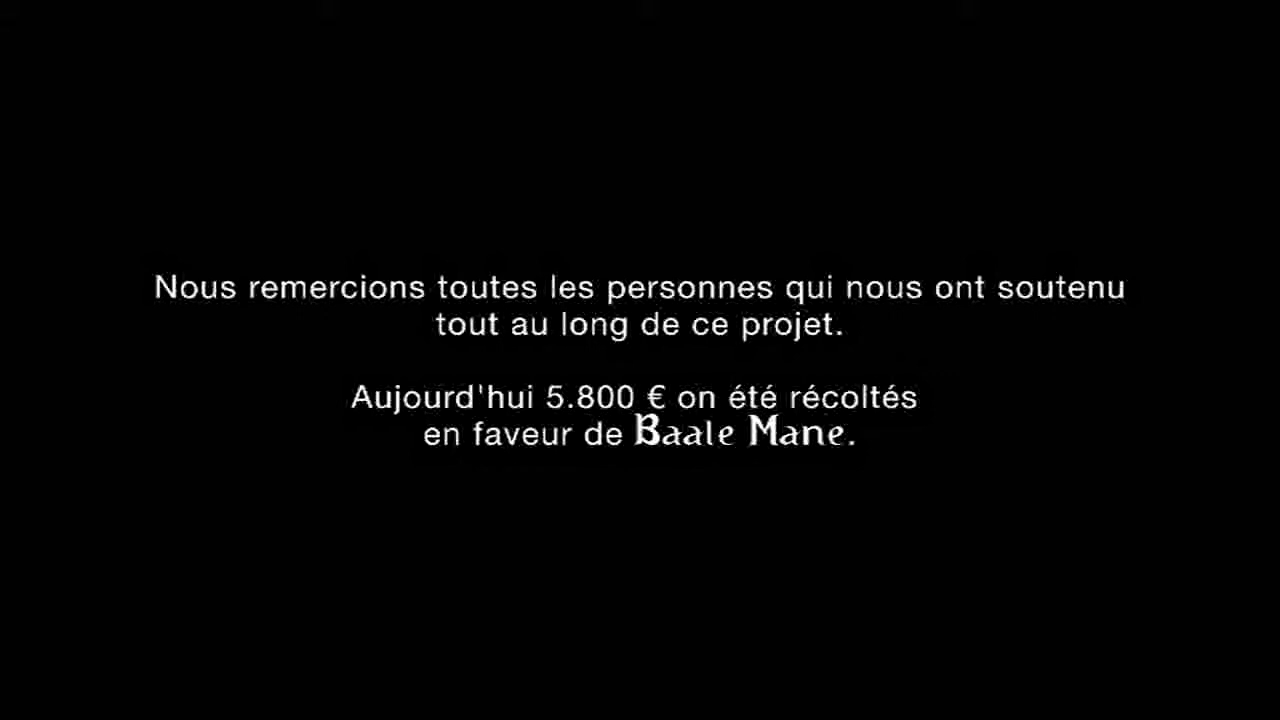 Nous remercions toutes les personnes qui nous ont soutenu
tout au long de ce projet.
Aujourd'hui 5.800 € on été récoltés
en faveur de Baale Mane.